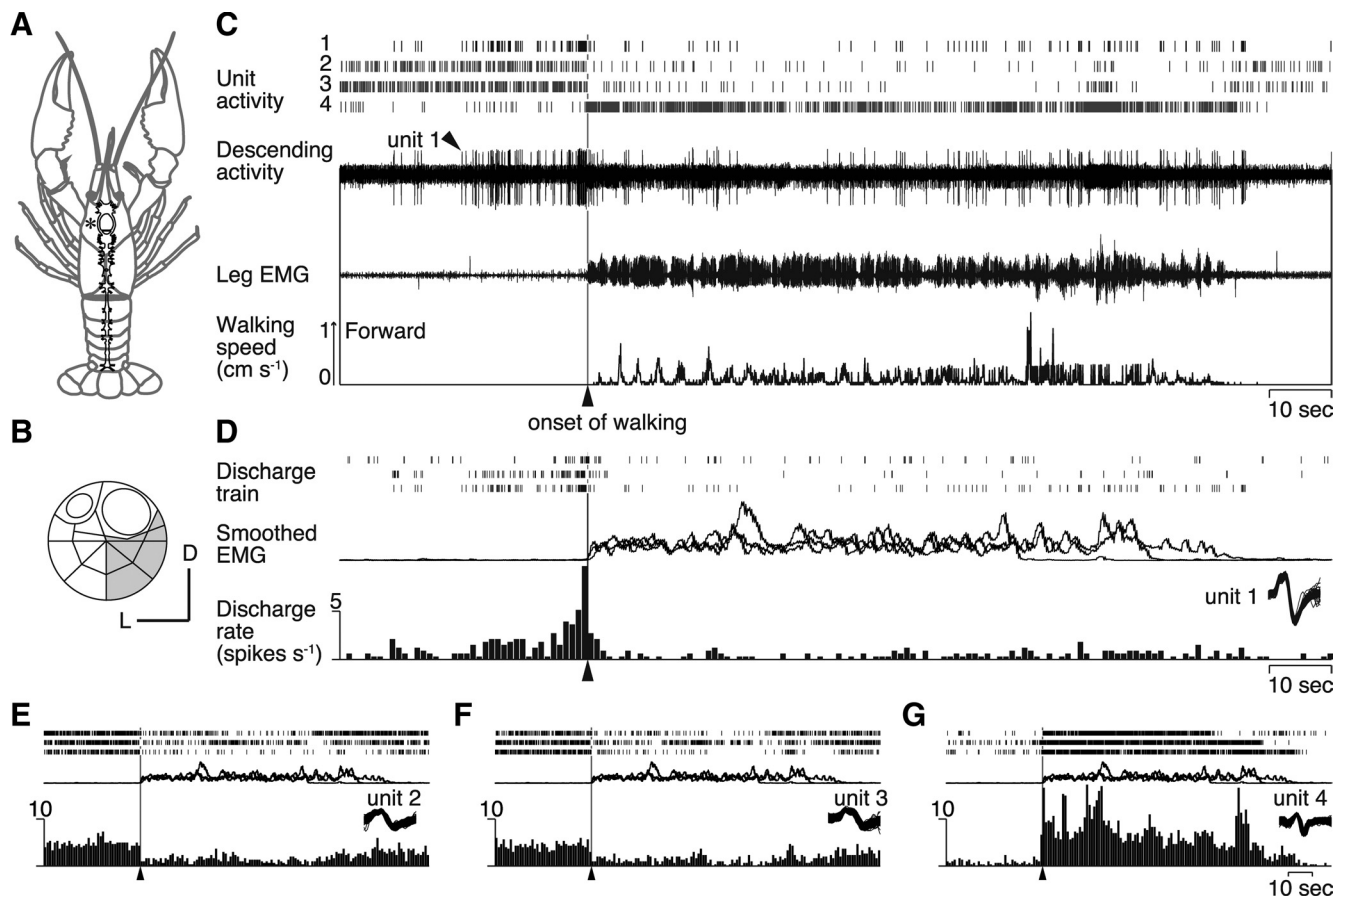 A
*
B
D
L
C
Unit
activity
1
2
3
4
unit 1
Descending
activity
Leg EMG
Walking
speed
(cm s-1)
1
Forward
0
10 sec
onset of walking
D
Discharge
train
Smoothed
EMG
unit 1
Discharge
rate
(spikes s-1)
5
10 sec
E
unit 2
10
F
unit 3
10
G
unit 4
10
10 sec